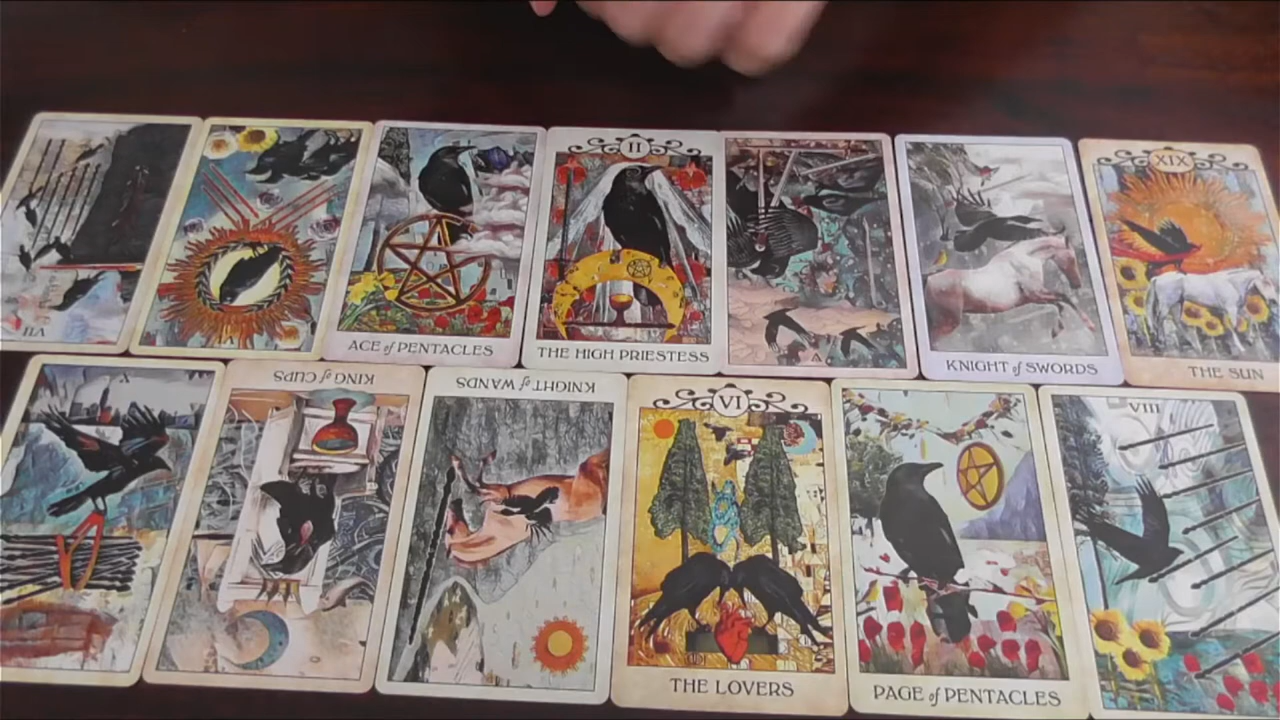 II
XIX
ACE of PENTACLES
THE HIGH PRIESTESS
KNIGHT of SWORDS
THE SUN
VII
V
V
KING of CUPS
KNIGHT of WANDS
VI
VIII
THE LOVERS
PAGE of PENTACLES